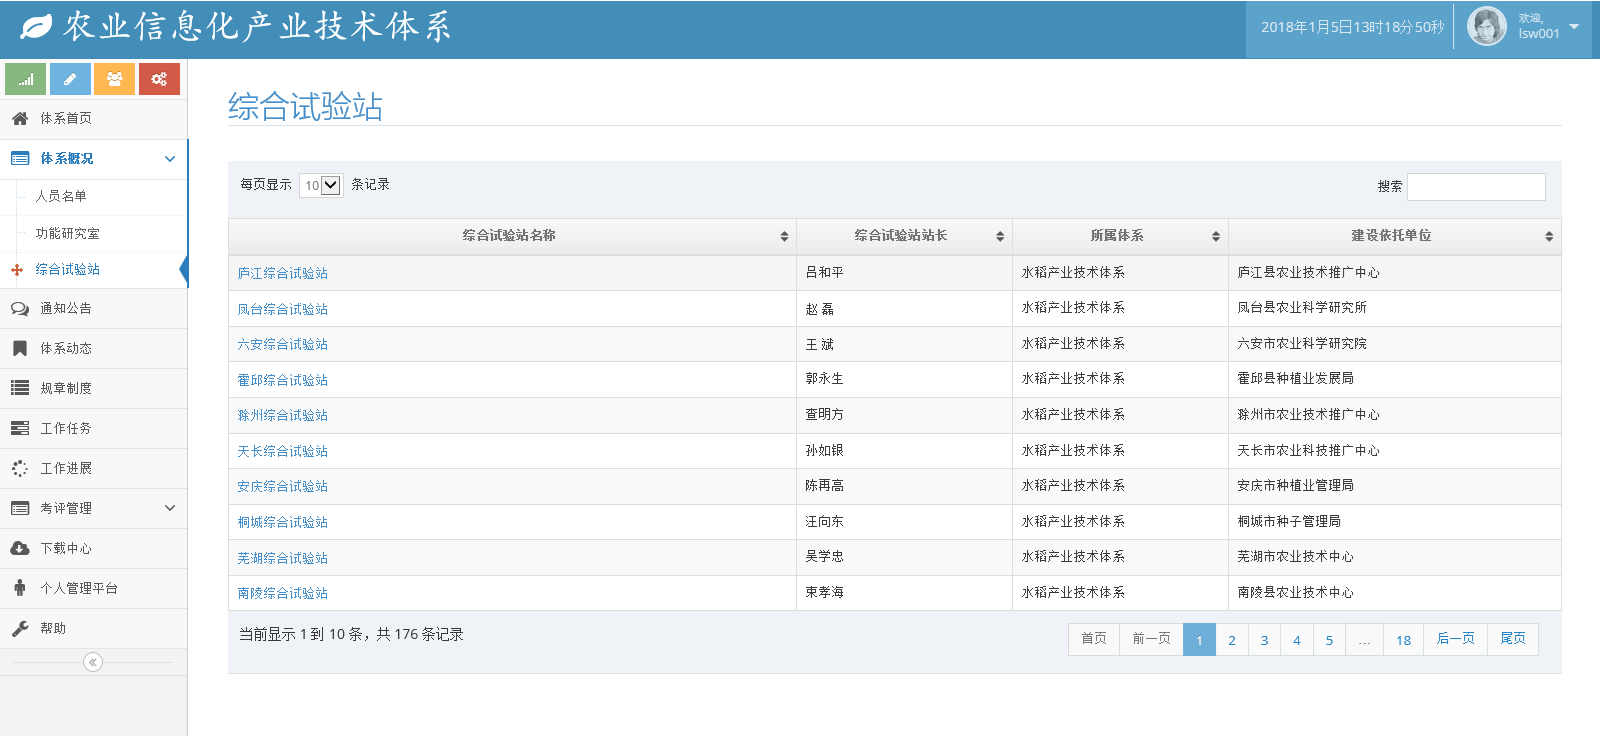 农业信息化产业技术体系
2018年1月5日13时18分50秒
欢迎,
lsw001
体系首页
体系概况
人员名单
功能研究室
综合试验站
通知公告
体系动态
规章制度
工作任务
工作进展
考评管理
下载中心
个人管理平台
帮助
综合试验站
每页显示 10 条记录
搜索
综合试验站名称 综合试验站站长 所属体系 建设依托单位
庐江综合试验站 吕和平 水稻产业技术体系 庐江县农业技术推广中心
凤台综合试验站 赵 磊 水稻产业技术体系 凤台县农业科学研究所
六安综合试验站 王 斌 水稻产业技术体系 六安市农业科学研究院
霍邱综合试验站 郭永生 水稻产业技术体系 霍邱县种植业发展局
滁州综合试验站 查明方 水稻产业技术体系 滁州市农业技术推广中心
天长综合试验站 孙如银 水稻产业技术体系 天长市农业科技推广中心
安庆综合试验站 陈再高 水稻产业技术体系 安庆市种植业管理局
桐城综合试验站 汪向东 水稻产业技术体系 桐城市种子管理局
芜湖综合试验站 吴学忠 水稻产业技术体系 芜湖市农业技术中心
南陵综合试验站 束孝海 水稻产业技术体系 南陵县农业技术中心
当前显示 1 到 10 条，共 176 条记录
首页 前一页 1 2 3 4 5 ... 18 后一页 尾页